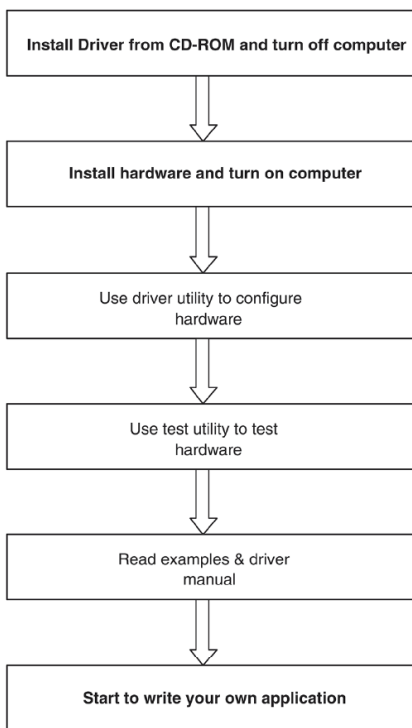 Install Driver from CD-ROM and turn off computer
Install hardware and turn on computer
Use driver utility to configure
hardware
Use test utility to test
hardware
Read examples & driver
manual
Start to write your own application